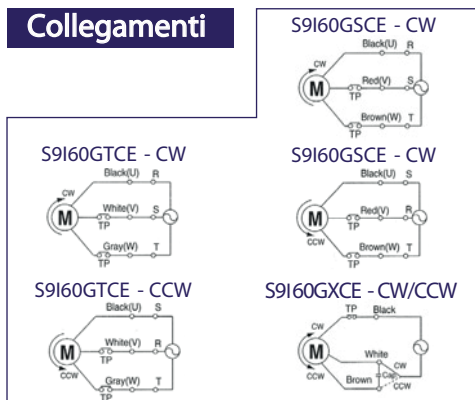 Collegamenti
S9I60GSCE - CW
Black(U) R
CW
M
Red(V) S
TP
Brown(W) T
TP
S9I60GTCE - CW
Black(U) R
CW
M
White(V) S
TP
Gray(W) T
TP
S9I60GSCE - CW
Black(U) S
M
Red(V) R
TP
CCW
Brown(W) T
TP
S9I60GTCE - CCW
Black(U) S
M
White(V) R
TP
CCW
Gray(W) T
TP
S9I60GXCE - CW/CCW
TP Black
CW
M
White
CW
Cap
CCW
Brown
CCW